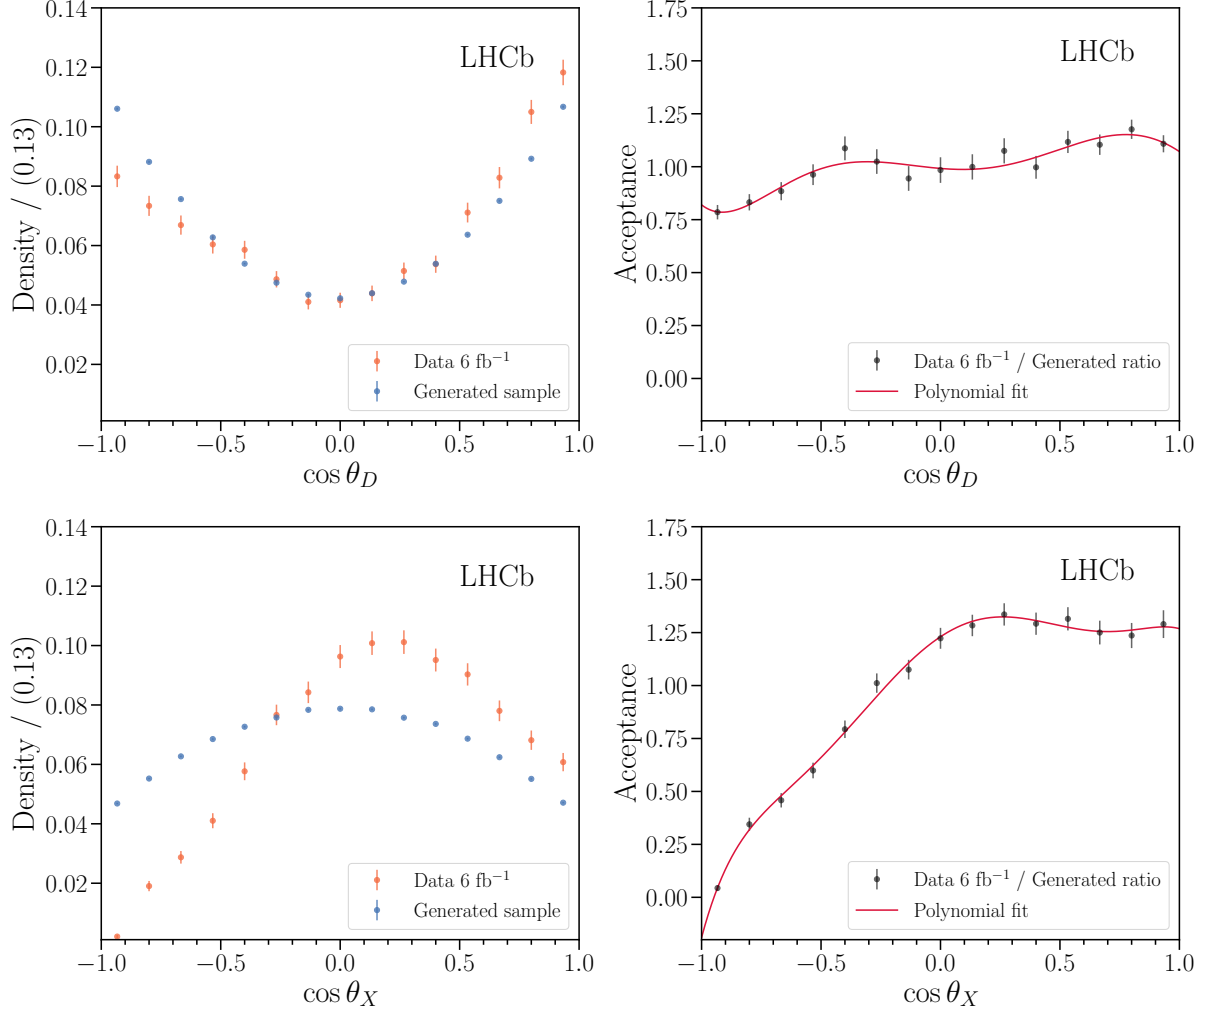 0.14
0.12
0.10
0.08
0.06
0.04
0.02
Density / (0.13)
LHCb
Data 6 fb⁻¹
Generated sample
−1.0 −0.5 0.0 0.5 1.0
cos θ_D
1.75
1.50
1.25
1.00
0.75
0.50
0.25
0.00
Acceptance
LHCb
Data 6 fb⁻¹ / Generated ratio
Polynomial fit
−1.0 −0.5 0.0 0.5 1.0
cos θ_D
0.14
0.12
0.10
0.08
0.06
0.04
0.02
Density / (0.13)
LHCb
Data 6 fb⁻¹
Generated sample
−1.0 −0.5 0.0 0.5 1.0
cos θ_X
1.75
1.50
1.25
1.00
0.75
0.50
0.25
0.00
Acceptance
LHCb
Data 6 fb⁻¹ / Generated ratio
Polynomial fit
−1.0 −0.5 0.0 0.5 1.0
cos θ_X